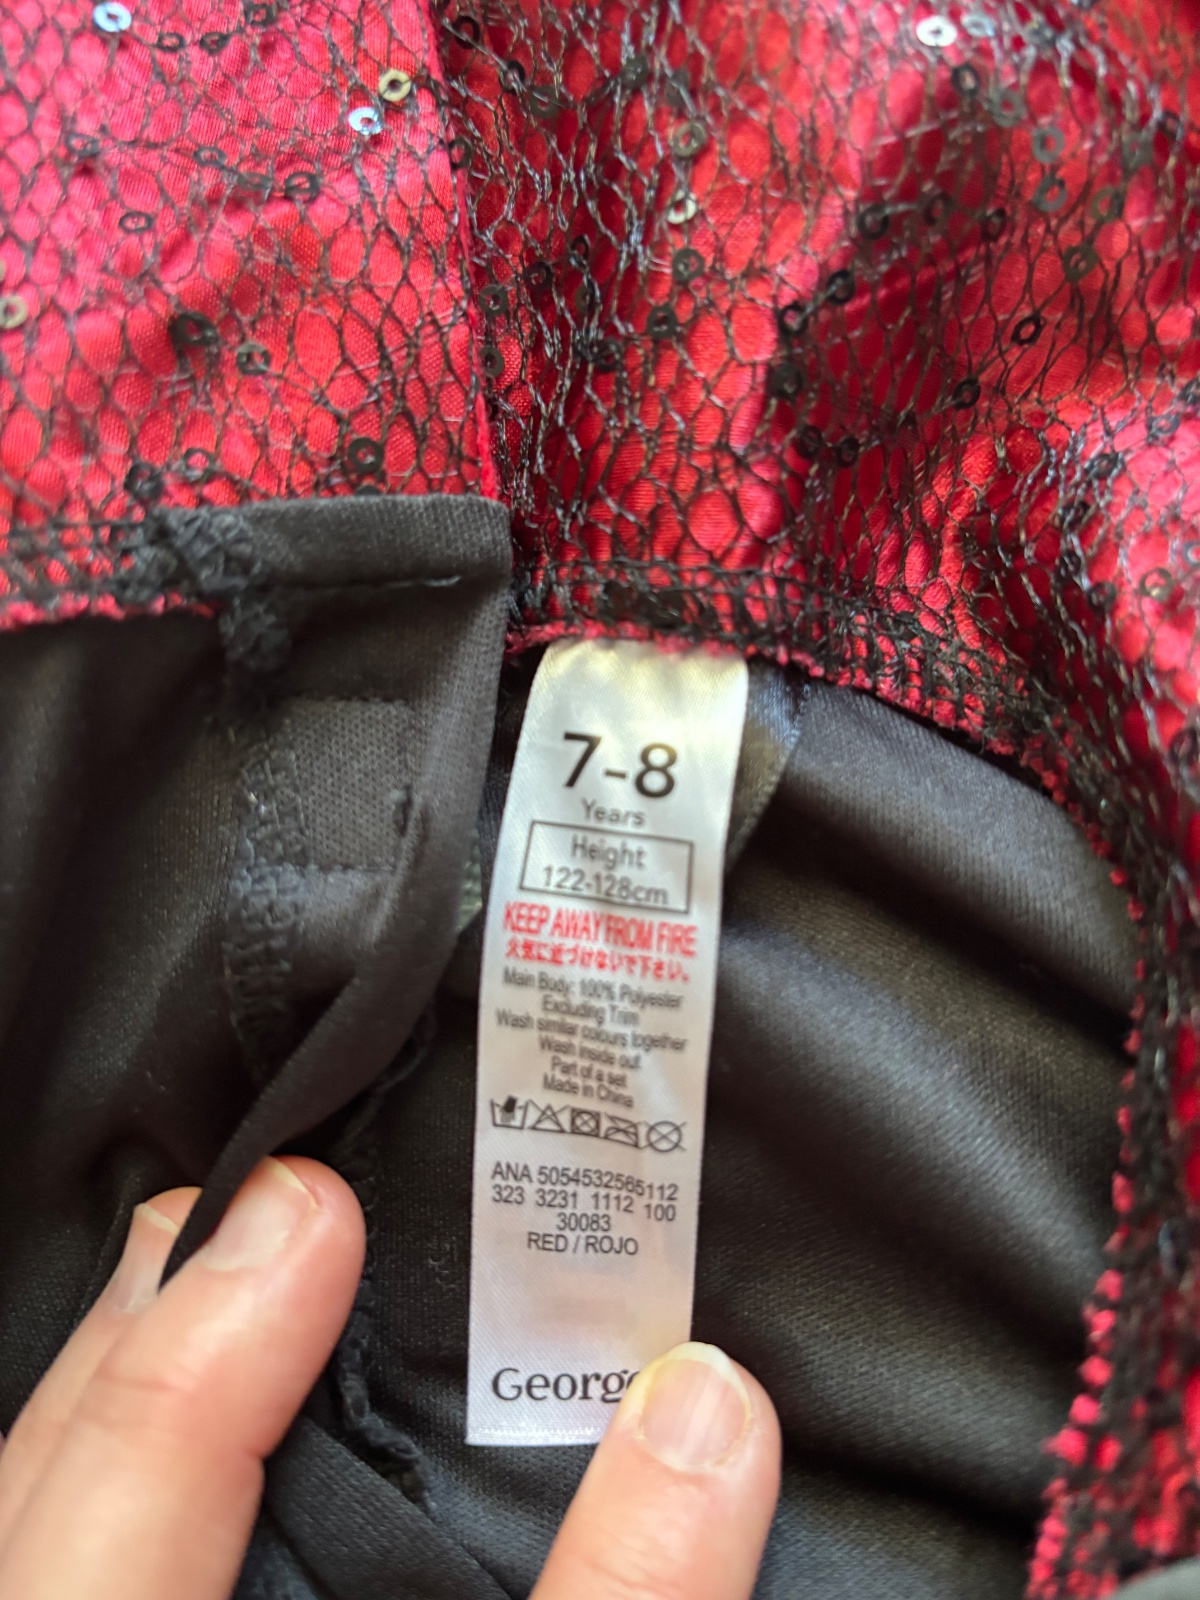 7-8
Years
Height
122-128cm
KEEP AWAY FROM FIRE
火気に近づけないで下さい。
Main Body: 100% Polyester
Excluding Trim
Wash similar colours together
Wash inside out
Part of a set
Made in China
ANA 5054532565112
323 3231 1112 100
30083
RED / ROJO